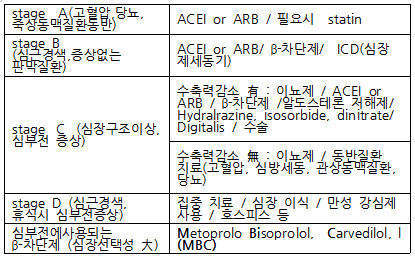 stage A(고혈압,당뇨,
죽상동맥질환동반)
ACEI or ARB / 필요시 statin
stage B
(심근경색,증상없는
판막질환)
ACEI or ARB/ β-차단제/ ICD(심장
제세동기)
stage C (심장구조이상,
심부전 증상)
수축력감소 有 : 이뇨제 / ACEI or
ARB / β-차단제 /알도스테론 저해제/
Hydralrazine, isosorbide, dinitrate/
Digitalis / 수술
수축력감소 無 : 이뇨제 / 동반질환
치료(고혈압, 심방세동, 관상동맥질환,
당뇨)
stage D (심근경색,
휴식시 심부전증상)
집중 치료 / 심장 이식 / 만성 강심제
사용 / 호스피스 등
심부전에사용되는
β-차단제 (심장선택성 大)
Metoprolo Bisoprolol, Carvedilol, l
(MBC)